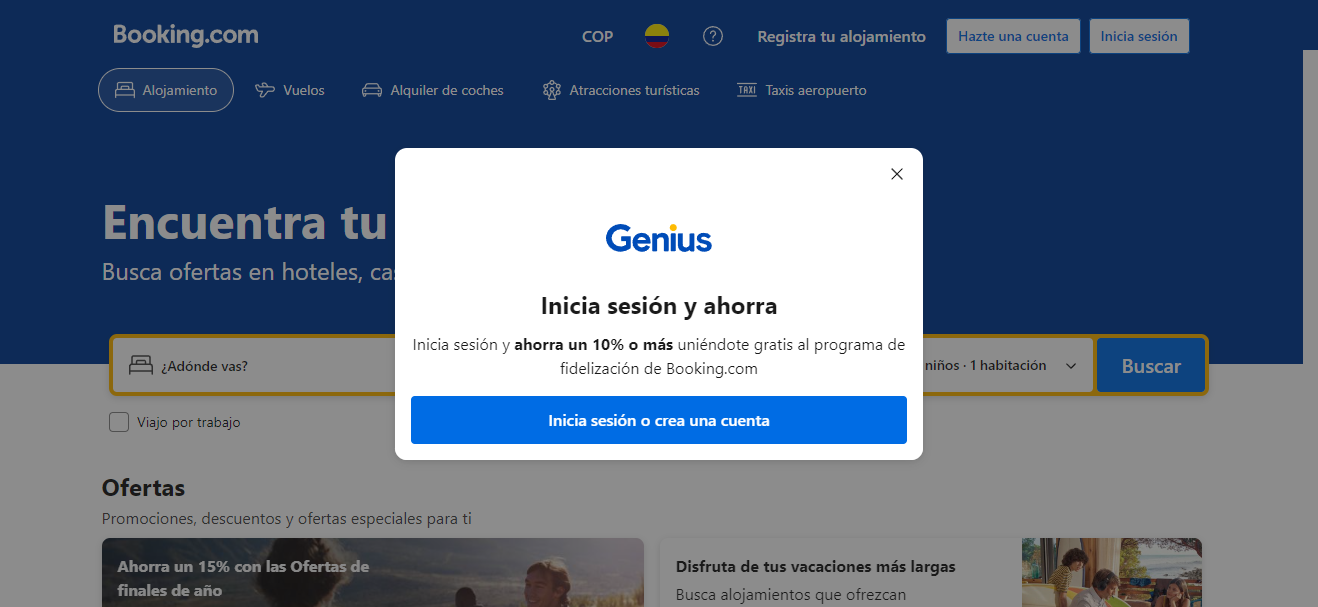 Booking.com
COP
Registra tu alojamiento
Hazte una cuenta
Inicia sesión
Alojamiento
Vuelos
Alquiler de coches
Atracciones turísticas
TAXI
Taxis aeropuerto
Encuentra tu
Busca ofertas en hoteles,
Genius
Inicia sesión y ahorra
Inicia sesión y ahorra un 10% o más uniéndote gratis al programa de
fidelización de Booking.com
Inicia sesión o crea una cuenta
¿Adónde vas?
niños · 1 habitación
Buscar
Viajo por trabajo
Ofertas
Promociones, descuentos y ofertas especiales para ti
Ahorra un 15% con las Ofertas de
finales de año
Disfruta de tus vacaciones más largas
Busca alojamientos que ofrezcan